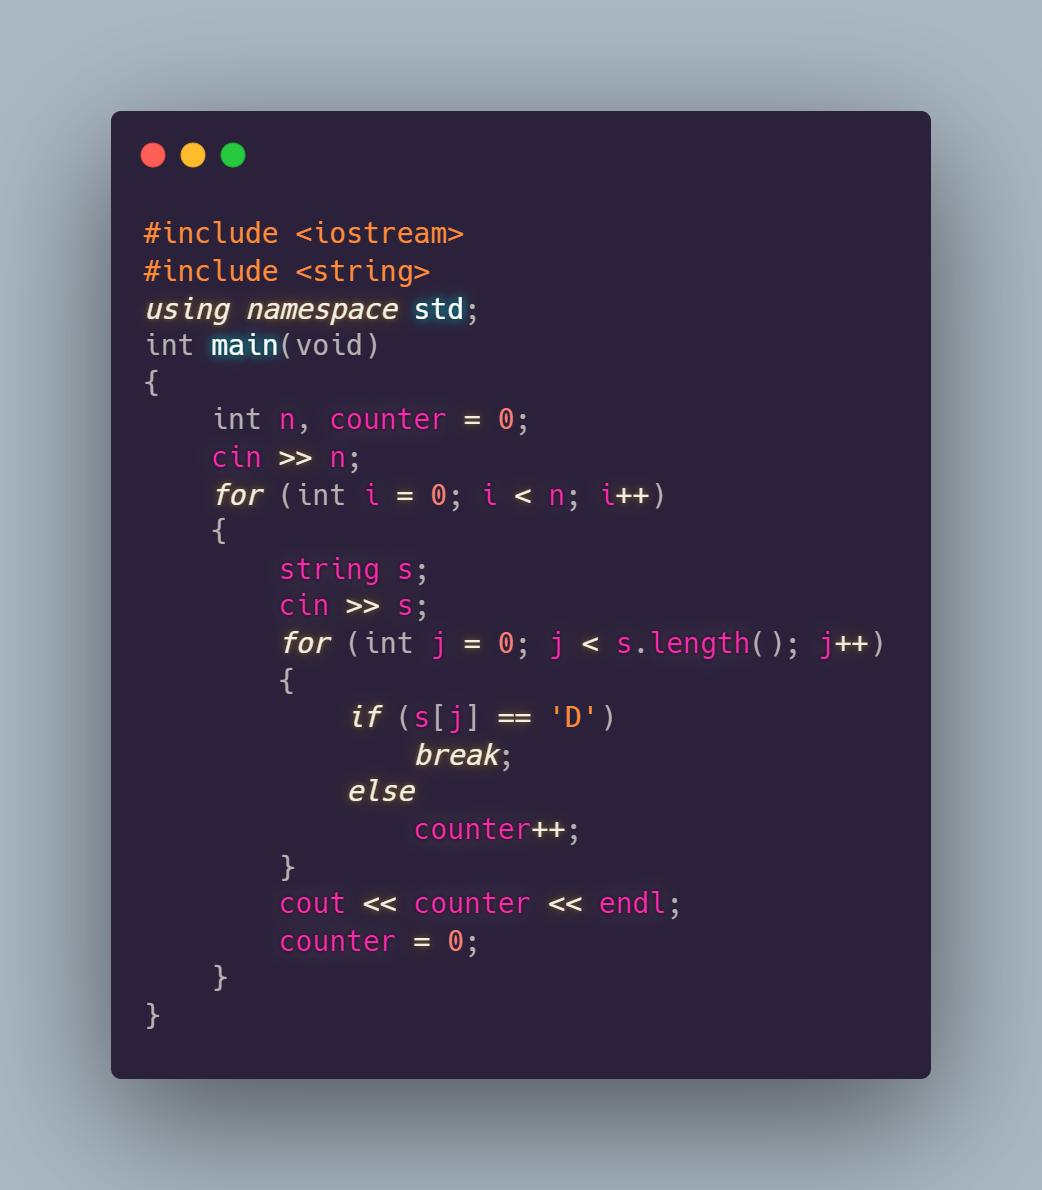 #include <iostream>
#include <string>
using namespace std;
int main(void)
{
    int n, counter = 0;
    cin >> n;
    for (int i = 0; i < n; i++)
    {
        string s;
        cin >> s;
        for (int j = 0; j < s.length(); j++)
        {
            if (s[j] == 'D')
                break;
            else
                counter++;
        }
        cout << counter << endl;
        counter = 0;
    }
}